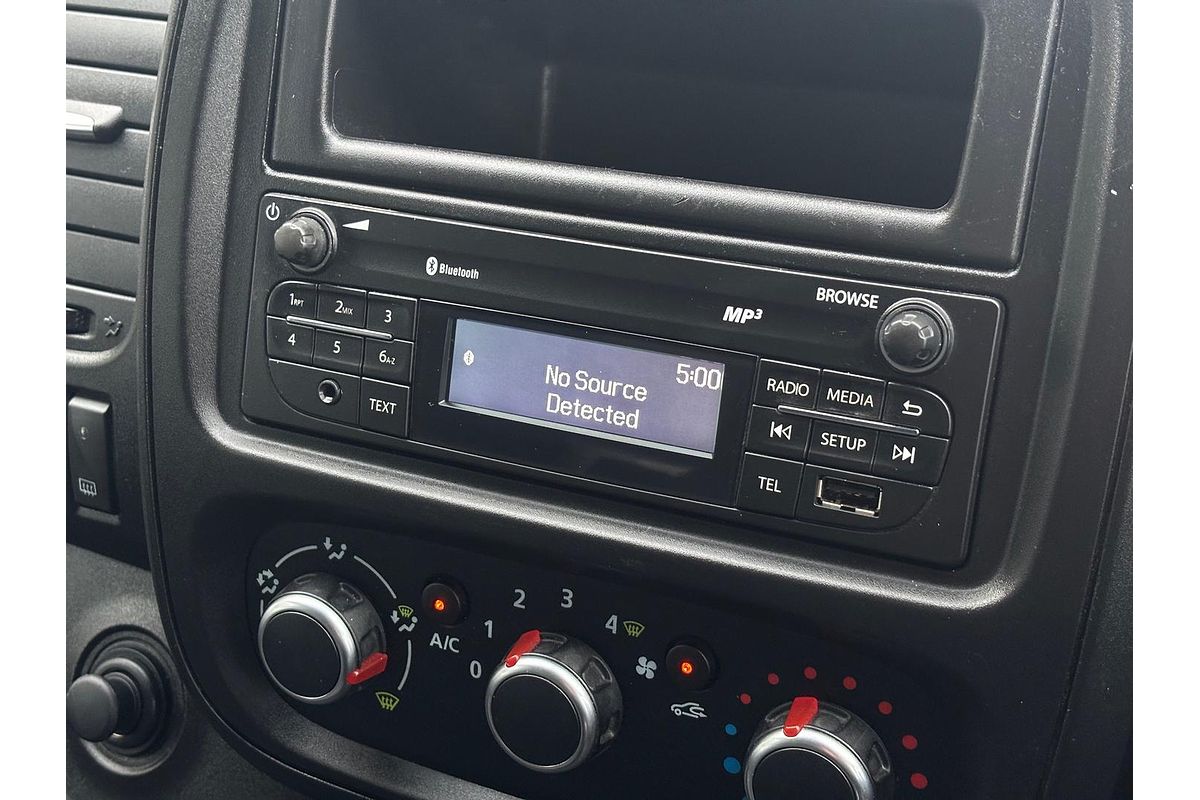 Bluetooth
MP3
BROWSE
1RPT
2MIX
3
4
5
6A-Z
TEXT
5:00
No Source
Detected
RADIO
MEDIA
SETUP
TEL
A/C
0
1
2
3
4